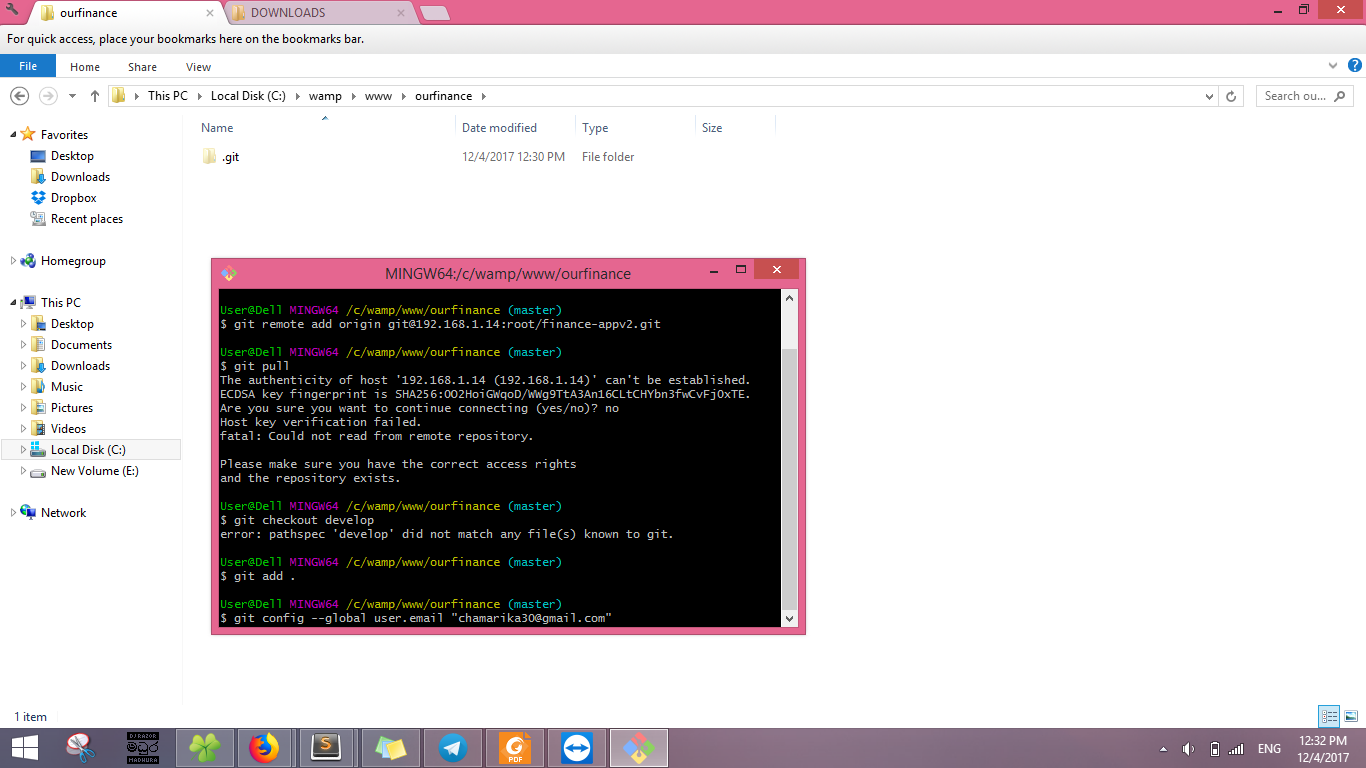 ourfinance
DOWNLOADS
For quick access, place your bookmarks here on the bookmarks bar.
File Home Share View
This PC Local Disk (C:) wamp www ourfinance
Search ou...
Name Date modified Type Size
.git 12/4/2017 12:30 PM File folder
Favorites
Desktop
Downloads
Dropbox
Recent places
Homegroup
This PC
Desktop
Documents
Downloads
Music
Pictures
Videos
Local Disk (C:)
New Volume (E:)
Network
MINGW64:/c/wamp/www/ourfinance
User@Dell MINGW64 /c/wamp/www/ourfinance (master)
$ git remote add origin git@192.168.1.14:root/finance-appv2.git
User@Dell MINGW64 /c/wamp/www/ourfinance (master)
$ git pull
The authenticity of host '192.168.1.14 (192.168.1.14)' can't be established.
ECDSA key fingerprint is SHA256:OO2HoiGWqoD/WWg9TtA3An16CLtCHYbn3fwCvFjOxTE.
Are you sure you want to continue connecting (yes/no)? no
Host key verification failed.
fatal: Could not read from remote repository.
Please make sure you have the correct access rights
and the repository exists.
User@Dell MINGW64 /c/wamp/www/ourfinance (master)
$ git checkout develop
error: pathspec 'develop' did not match any file(s) known to git.
User@Dell MINGW64 /c/wamp/www/ourfinance (master)
$ git add .
User@Dell MINGW64 /c/wamp/www/ourfinance (master)
$ git config --global user.email "chamarika30@gmail.com"
1 item
DJ RAZOR
MADHURA
PDF
ENG
12:32 PM
12/4/2017